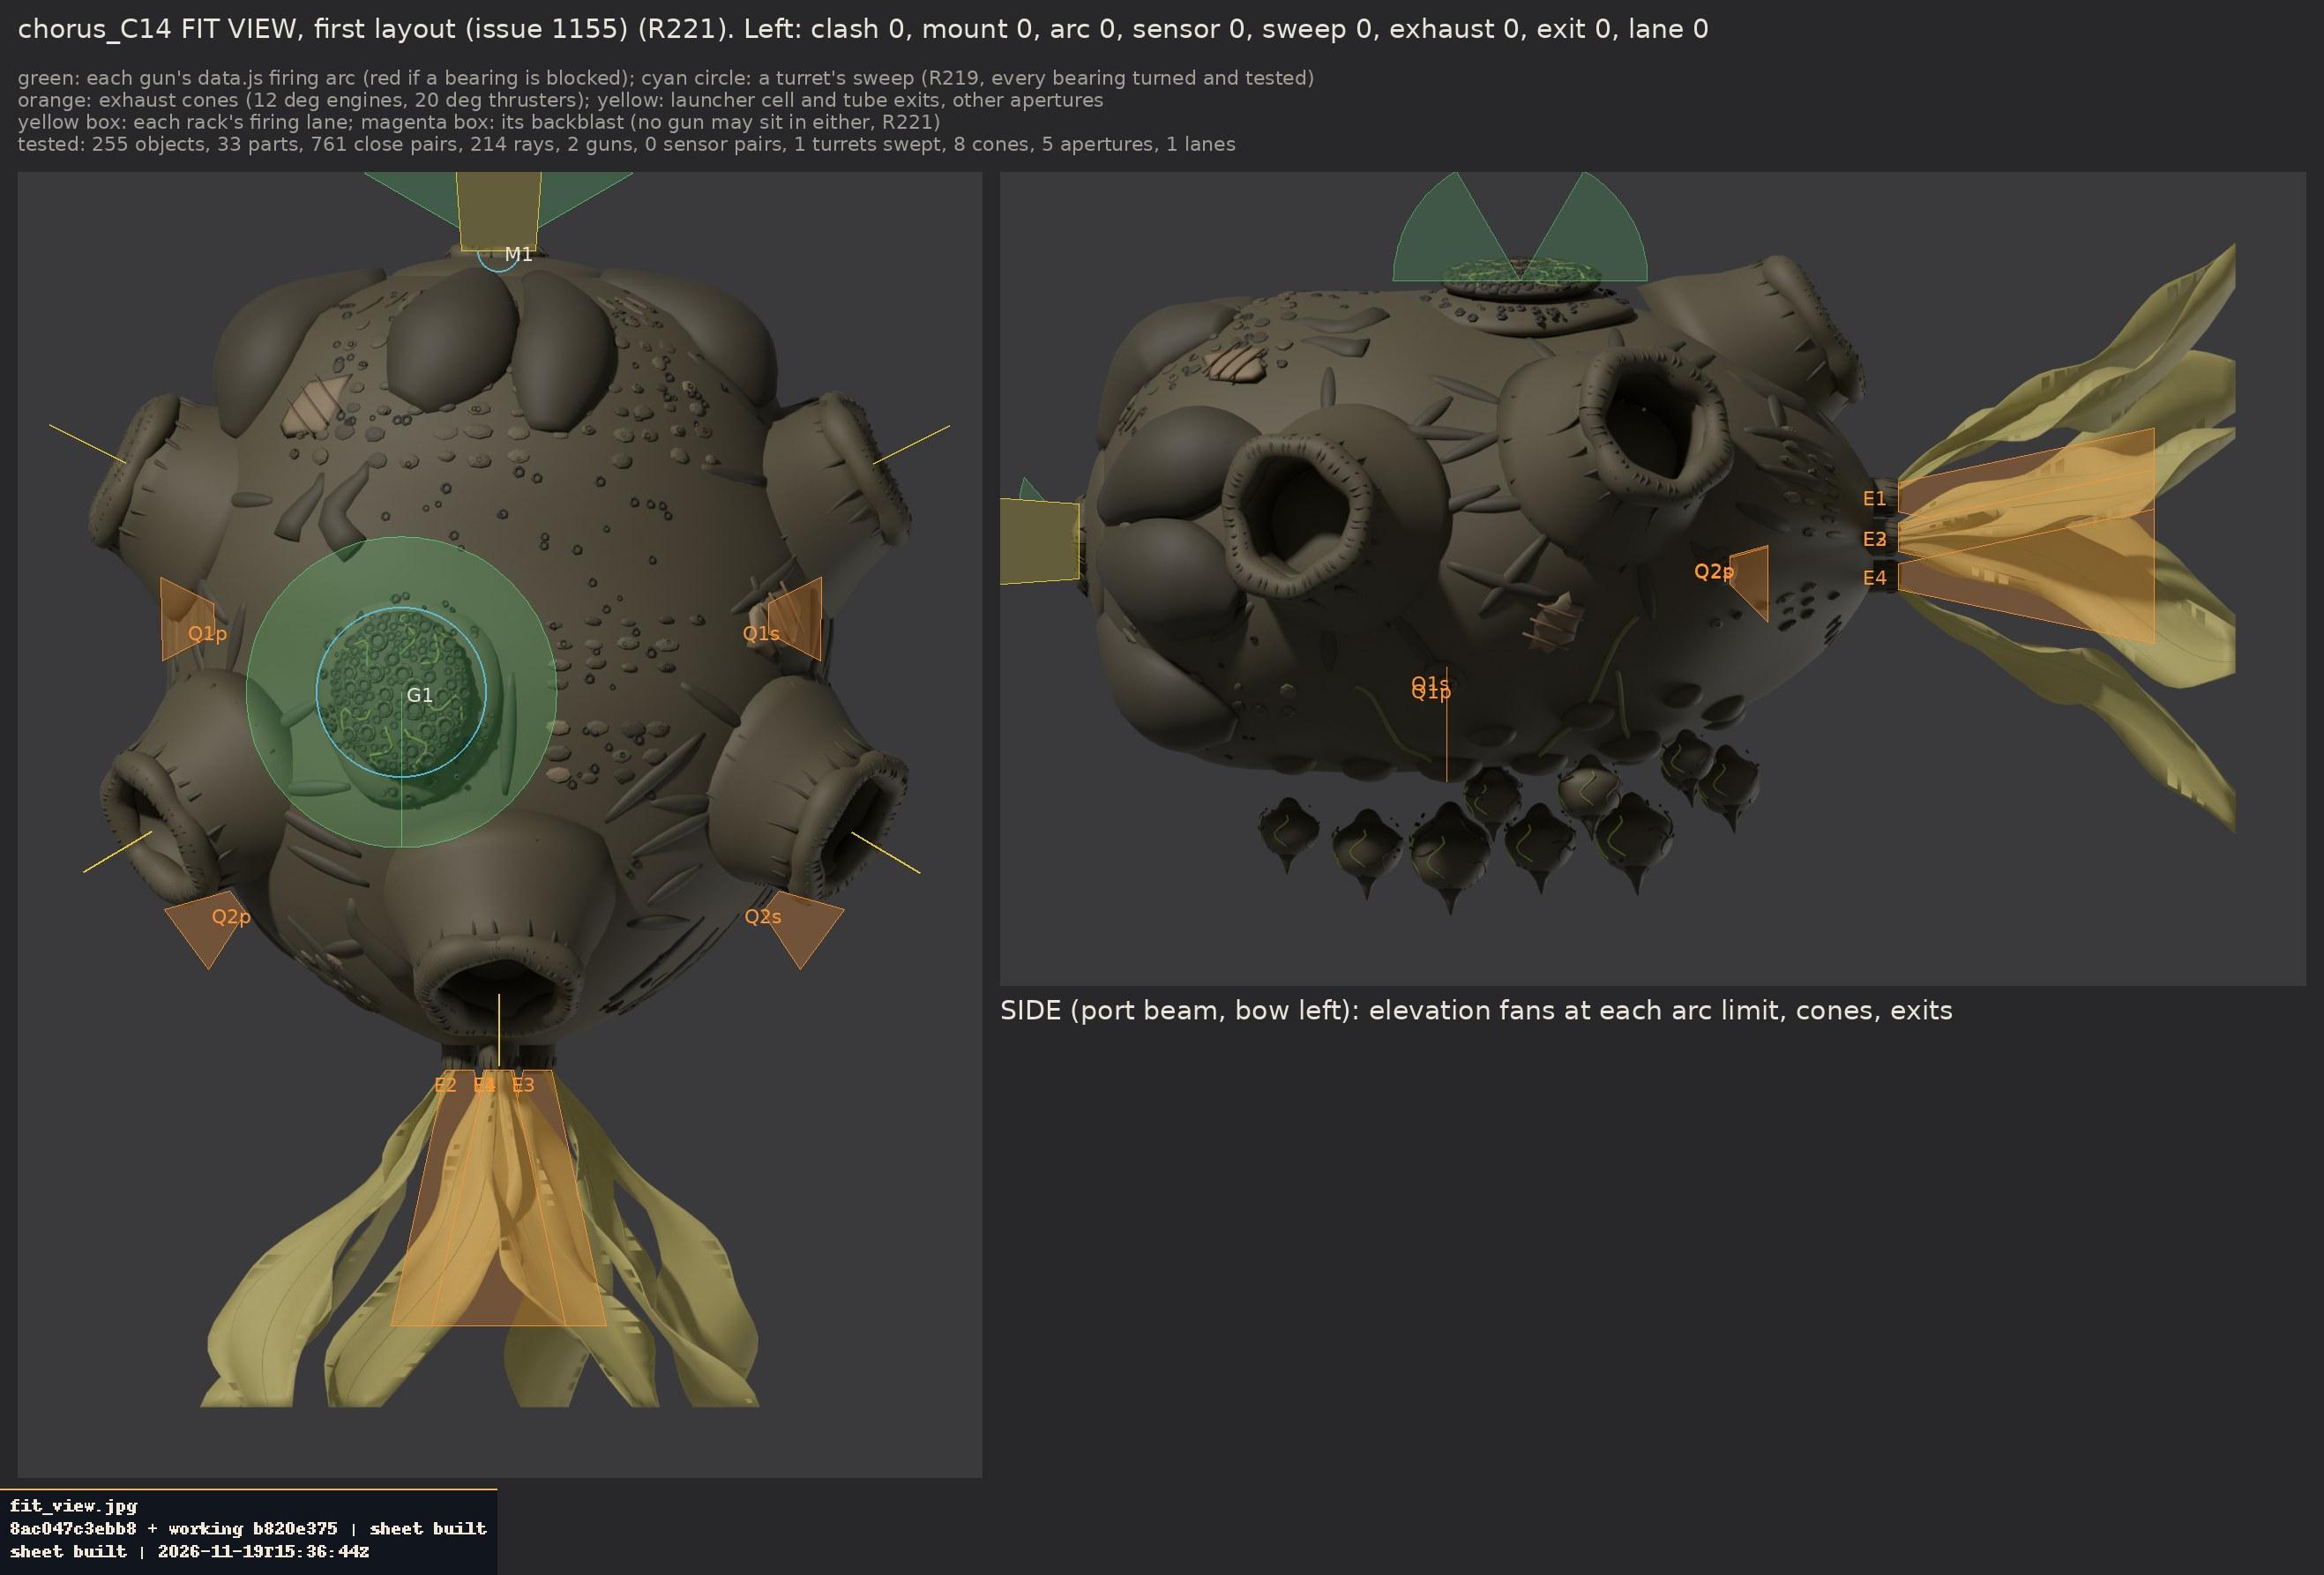 chorus_C14 FIT VIEW, first layout (issue 1155) (R221). Left: clash 0, mount 0, arc 0, sensor 0, sweep 0, exhaust 0, exit 0, lane 0
green: each gun's data.js firing arc (red if a bearing is blocked); cyan circle: a turret's sweep (R219, every bearing turned and tested)
orange: exhaust cones (12 deg engines, 20 deg thrusters); yellow: launcher cell and tube exits, other apertures
yellow box: each rack's firing lane; magenta box: its backblast (no gun may sit in either, R221)
tested: 255 objects, 33 parts, 761 close pairs, 214 rays, 2 guns, 0 sensor pairs, 1 turrets swept, 8 cones, 5 apertures, 1 lanes
M1
Q1p
Q1s
G1
Q2p
Q2s
E2
E3
E1
E4
Q2p
Q1p
SIDE (port beam, bow left): elevation fans at each arc limit, cones, exits
fit_view.jpg
8ac047c3ebb8 + working b820e375 | sheet built
sheet built | 2026-11-19T15:36:44Z